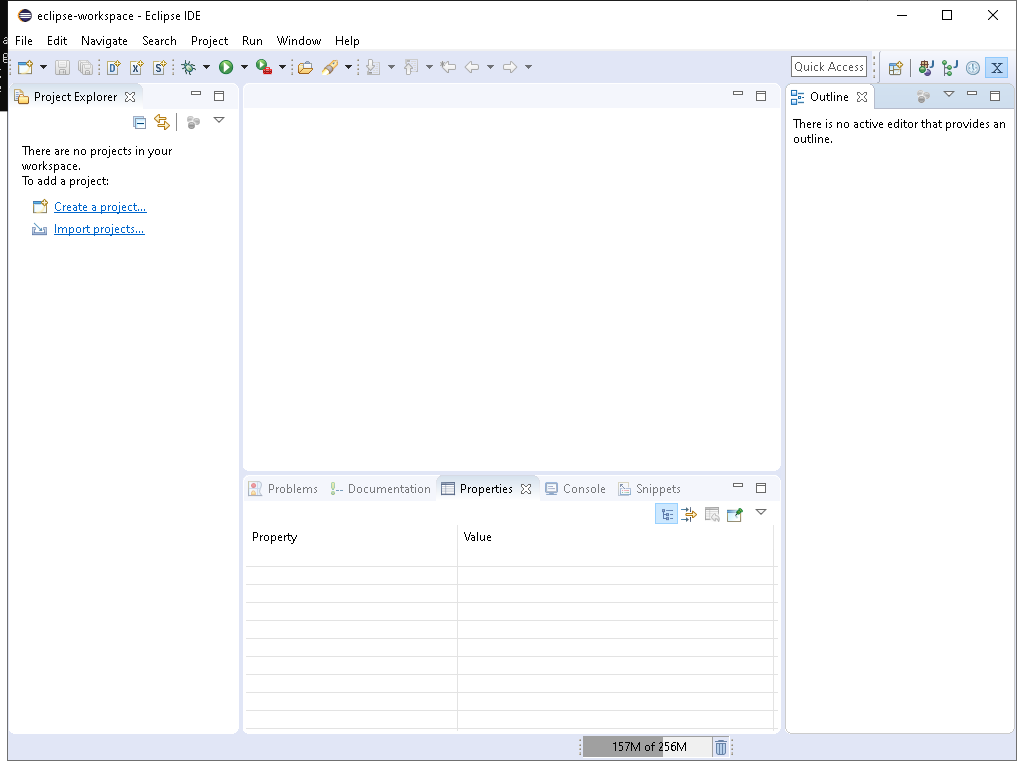 eclipse-workspace - Eclipse IDE
File Edit Navigate Search Project Run Window Help
Quick Access
Project Explorer
There are no projects in your
workspace.
To add a project:
Create a project...
Import projects...
Outline
There is no active editor that provides an
outline.
Problems Documentation Properties Console Snippets
Property Value
157M of 256M